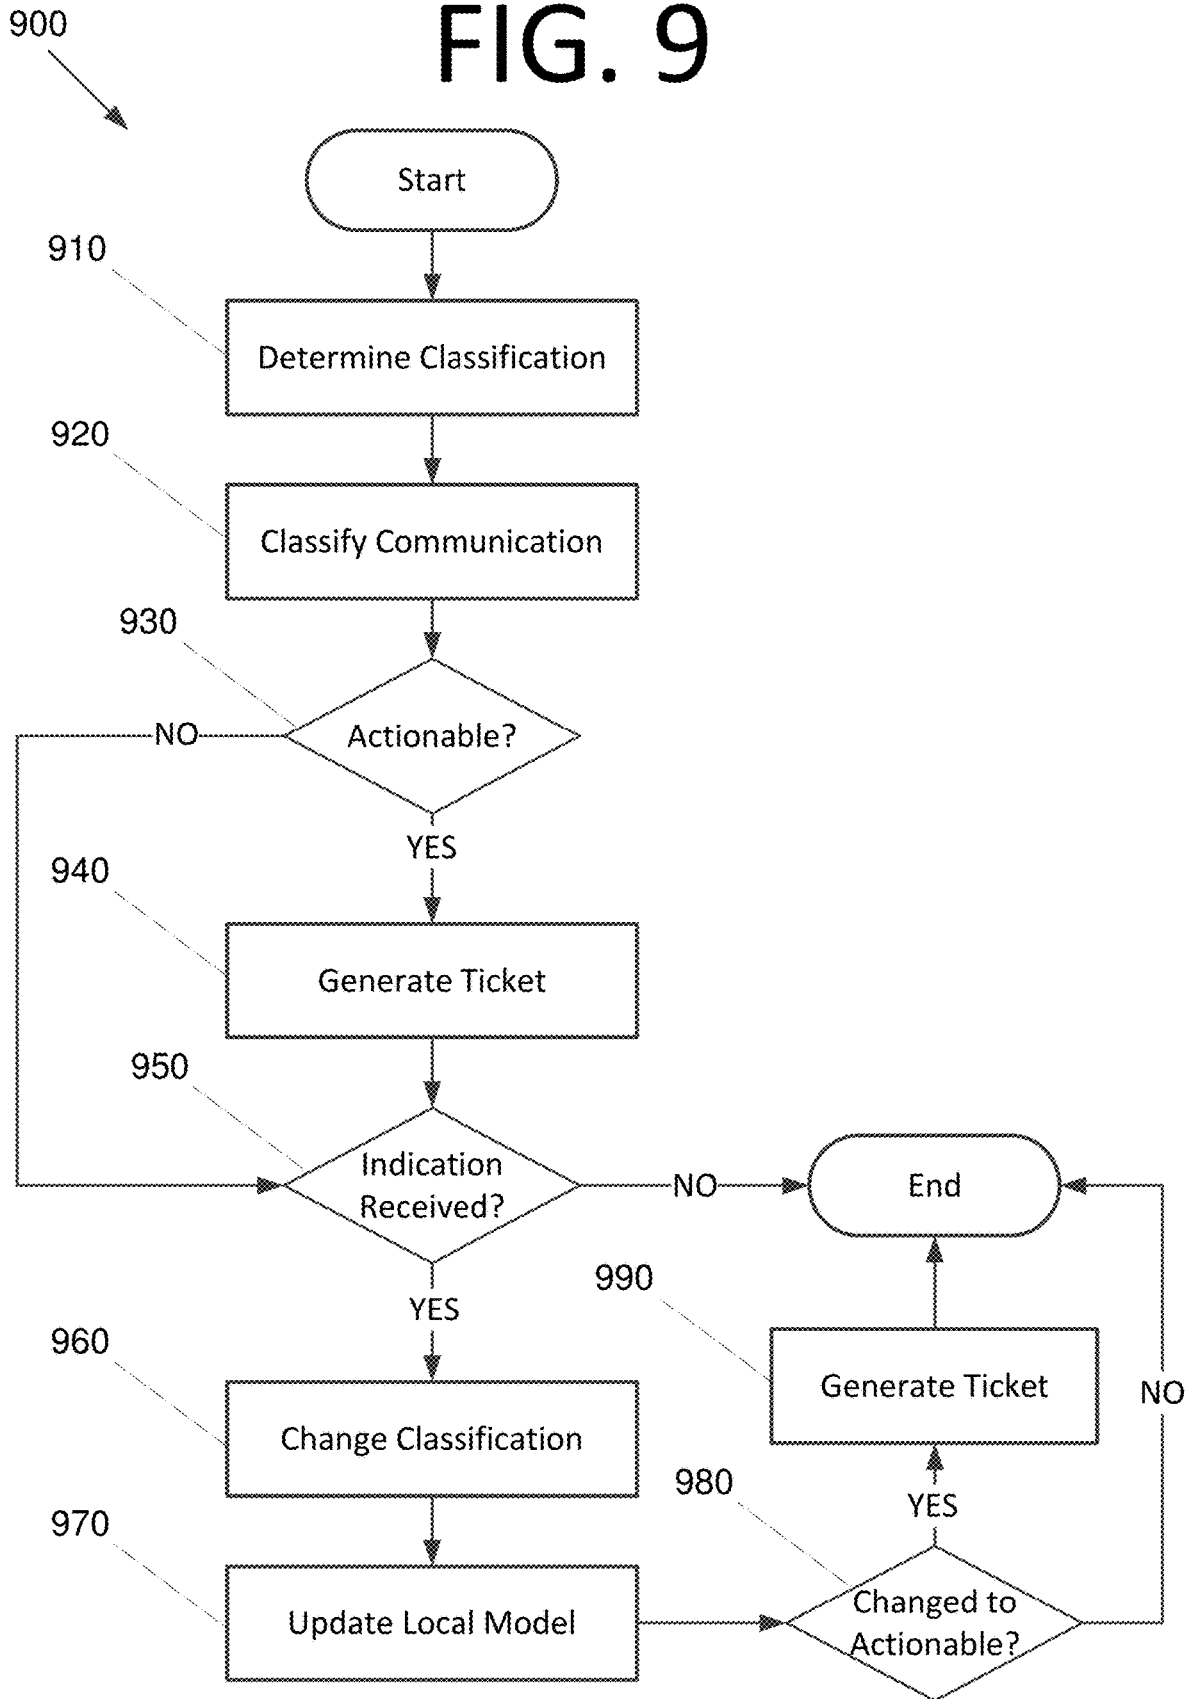 900
FIG. 9
Start
910
Determine Classification
920
Classify Communication
930
Actionable?
NO
YES
940
Generate Ticket
950
Indication
Received?
NO
End
YES
990
Generate Ticket
NO
960
Change Classification
980
YES
970
Update Local Model
Changed to
Actionable?